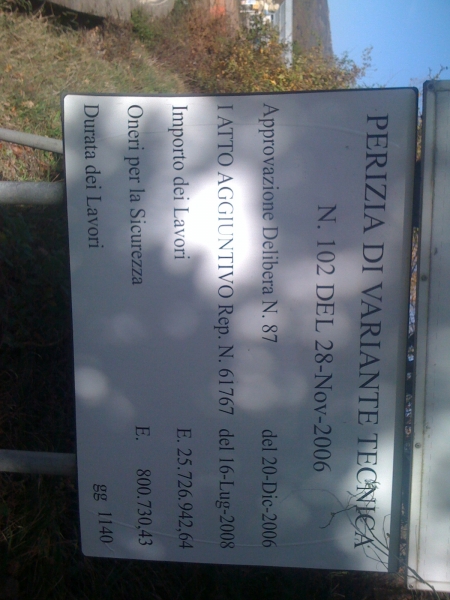 PERIZIA DI VARIANTE TECNICA
N. 102 DEL 28-Nov-2006
Approvazione Delibera N. 87 del 20-Dic-2006
I ATTO AGGIUNTIVO Rep. N. 61767 del 16-Lug-2008
Importo dei Lavori E. 25.726.942,64
Oneri per la Sicurezza E. 800.730,43
Durata dei Lavori gg 1140